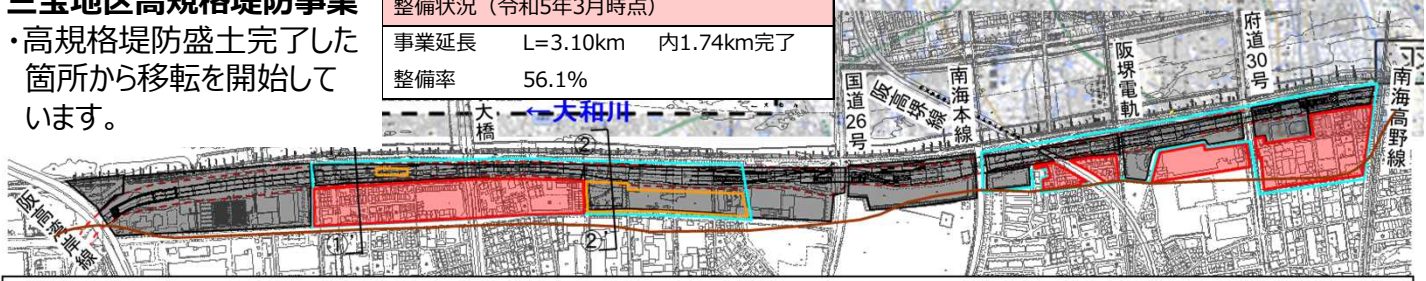 三宝地区高規格堤防事業
・高規格堤防盛土完了した
箇所から移転を開始して
います。
整備状況（令和5年3月時点）
事業延長 L=3.10km 内1.74km完了
整備率 56.1%
大橋
←大和川
国道26号
阪高堺線
南海本線
阪堺電軌
府道30号
南海高野線
阪高湾岸線
②
①'
②'